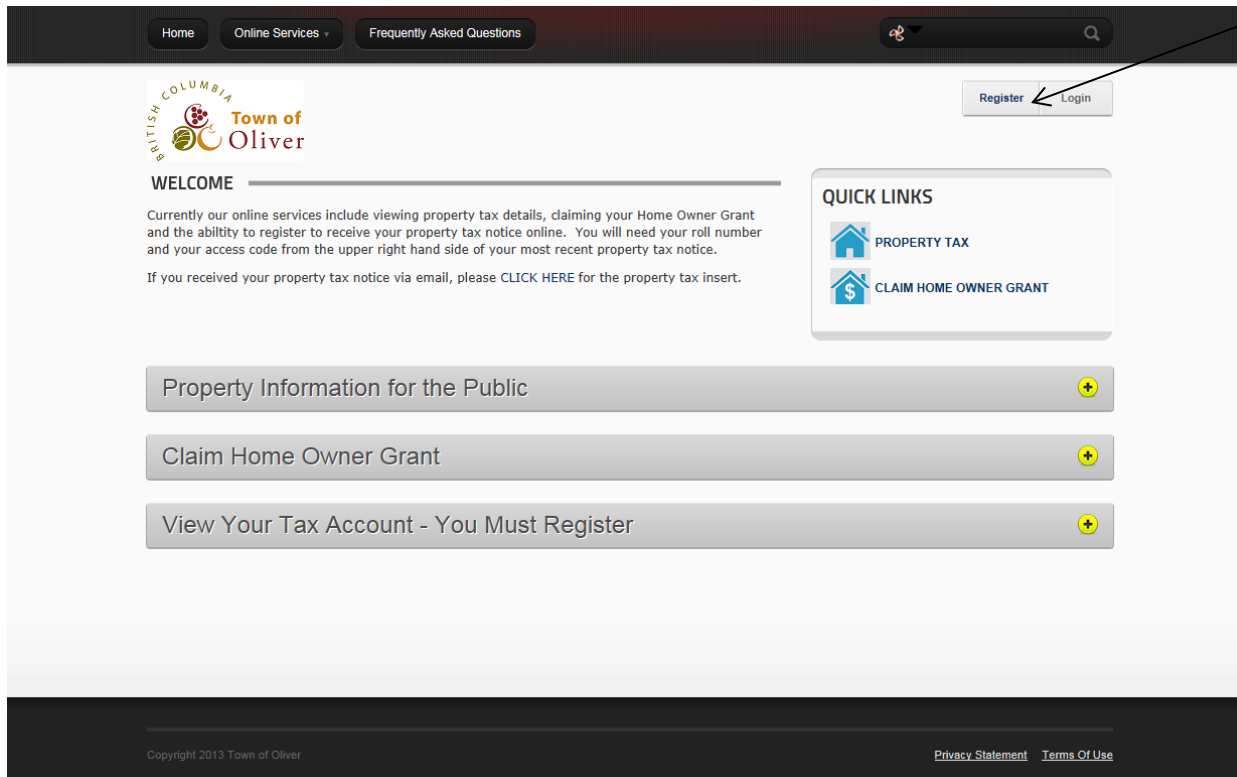 Home Online Services Frequently Asked Questions
BRITISH COLUMBIA
Town of
Oliver
Register Login
WELCOME
Currently our online services include viewing property tax details, claiming your Home Owner Grant
and the abiltity to register to receive your property tax notice online. You will need your roll number
and your access code from the upper right hand side of your most recent property tax notice.
If you received your property tax notice via email, please CLICK HERE for the property tax insert.
QUICK LINKS
PROPERTY TAX
$ CLAIM HOME OWNER GRANT
Property Information for the Public
Claim Home Owner Grant
View Your Tax Account - You Must Register
Copyright 2013 Town of Oliver Privacy Statement Terms Of Use